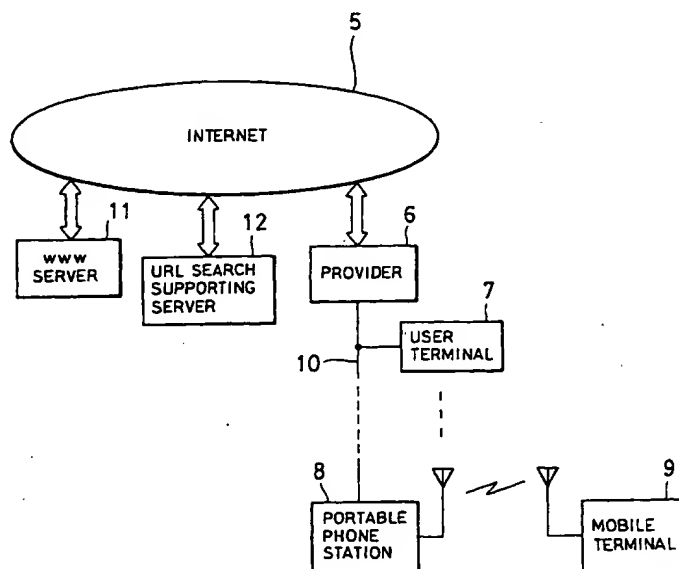 5
INTERNET
11
12
6
WWW
SERVER
URL SEARCH
SUPPORTING
SERVER
PROVIDER
7
USER
TERMINAL
10
8
9
PORTABLE
PHONE
STATION
MOBILE
TERMINAL